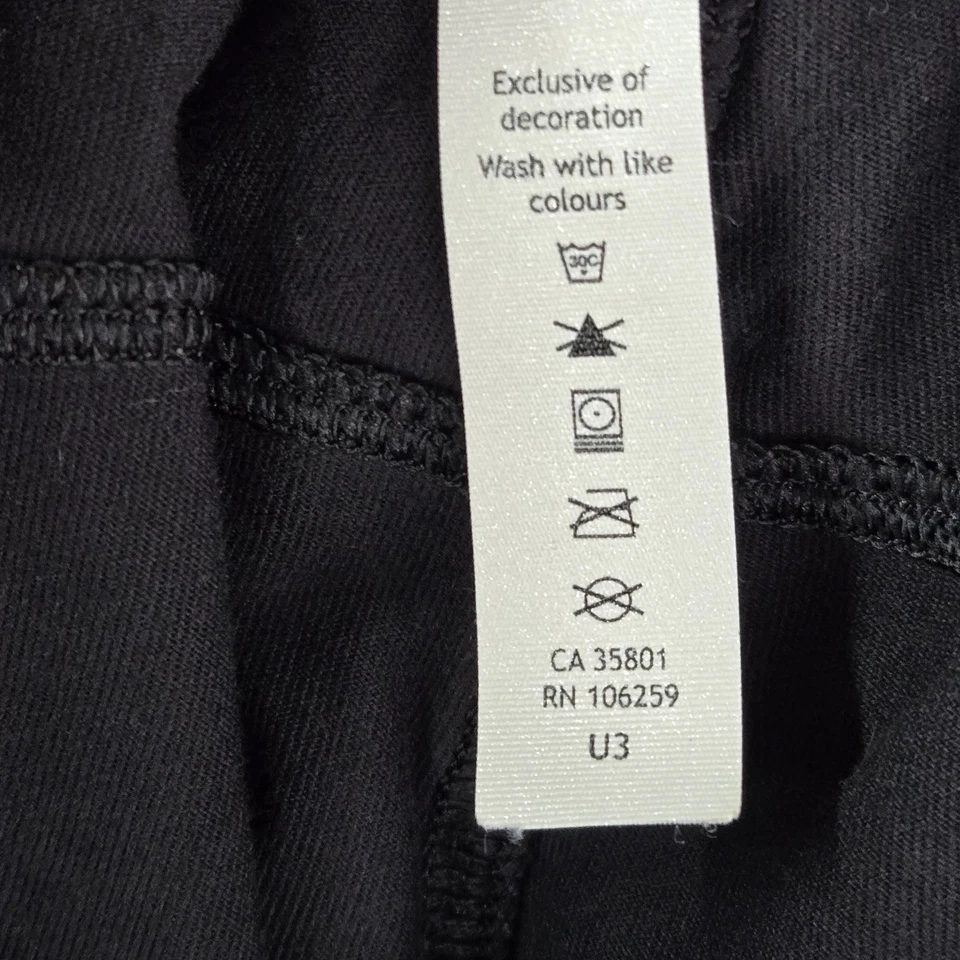 Exclusive of
decoration
Wash with like
colours
30C
CA 35801
RN 106259
U3